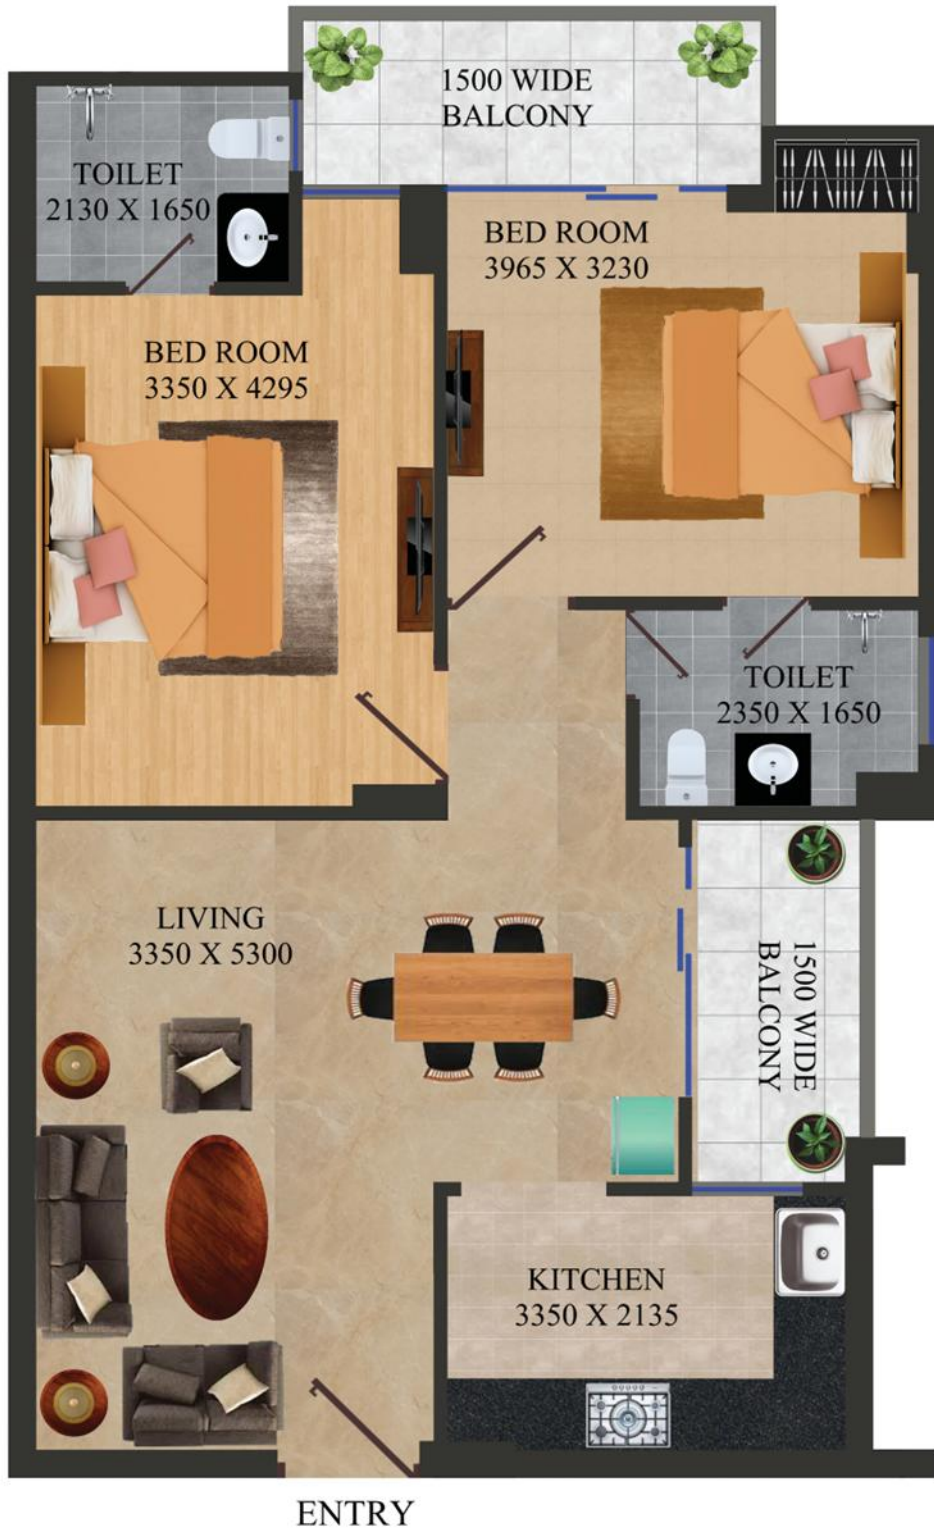 1500 WIDE
BALCONY
TOILET
2130 X 1650
BED ROOM
3965 X 3230
BED ROOM
3350 X 4295
TOILET
2350 X 1650
LIVING
3350 X 5300
1500 WIDE
BALCONY
KITCHEN
3350 X 2135
ENTRY